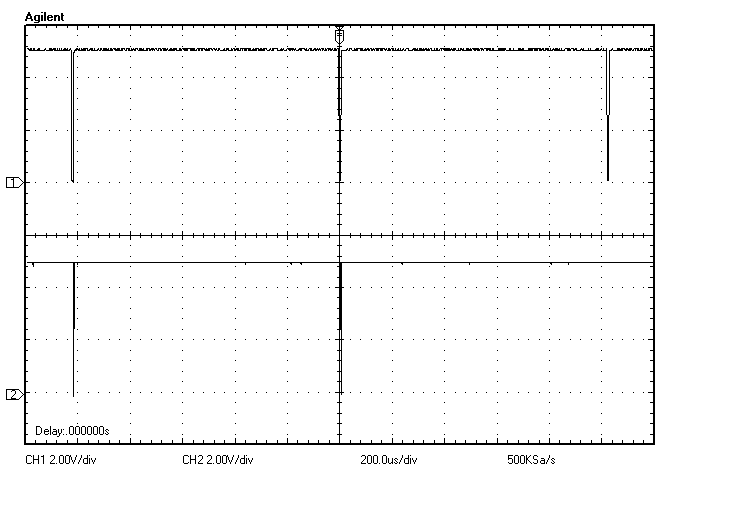 Agilent
1
2
Delay:.000000s
CH1 2.00V/div CH2 2.00V/div 200.0us/div 500KSa/s